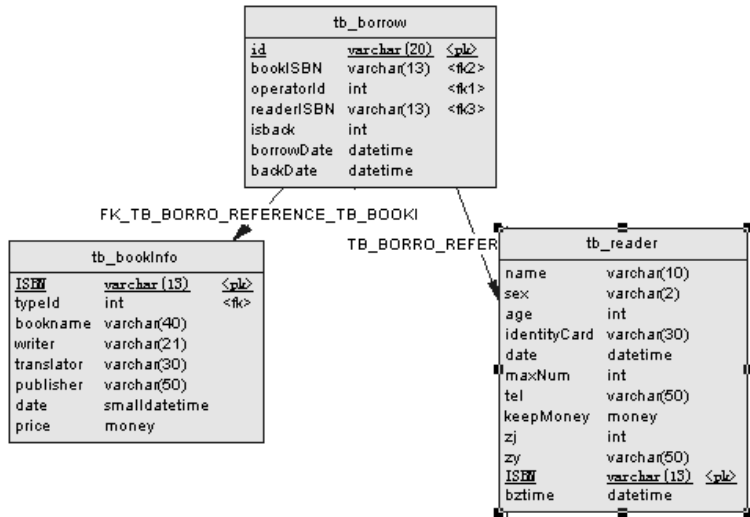 tb_borrow
id varchar(20) <pk>
bookISBN varchar(13) <fk2>
operatorId int <fk1>
readerISBN varchar(13) <fk3>
isback int
borrowDate datetime
backDate datetime
FK_TB_BORRO_REFERENCE_TB_BOOKI
TB_BORRO_REFER
tb_bookInfo
ISBN varchar(13) <pk>
typeId int <fk>
bookname varchar(40)
writer varchar(21)
translator varchar(30)
publisher varchar(50)
date smalldatetime
price money
tb_reader
name varchar(10)
sex varchar(2)
age int
identityCard varchar(30)
date datetime
maxNum int
tel varchar(50)
keepMoney money
zj int
zy varchar(50)
ISBN varchar(13) <pk>
bztime datetime